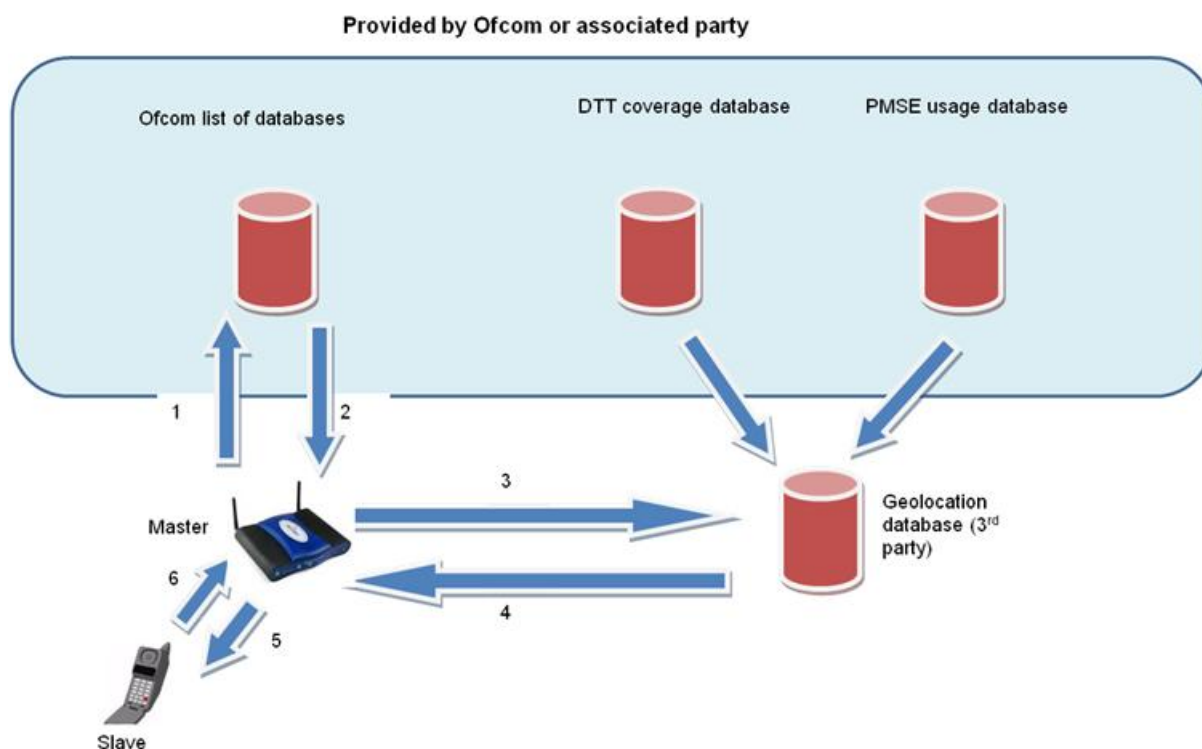 Provided by Ofcom or associated party
Ofcom list of databases
DTT coverage database
PMSE usage database
1
2
3
Master
Geolocation
database (3rd
party)
6
4
5
Slave